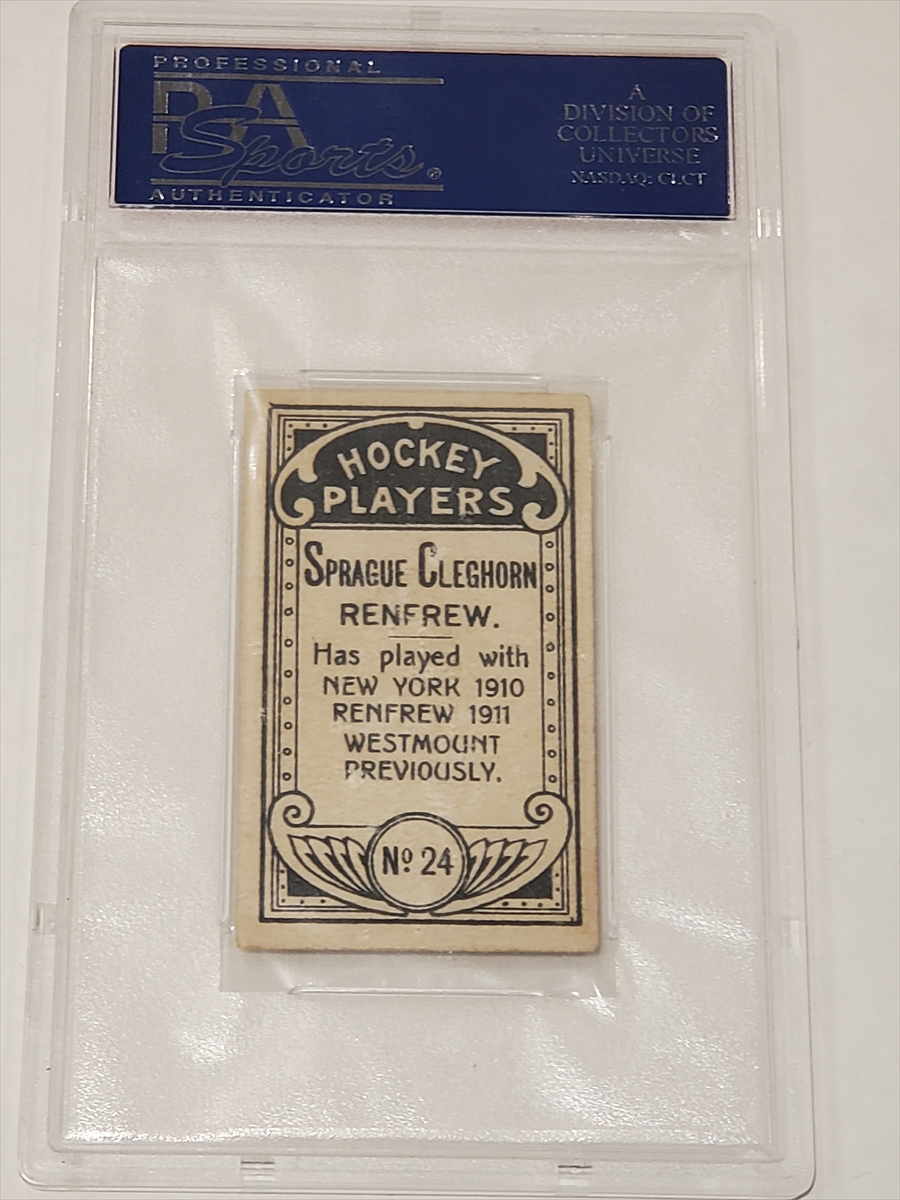 PROFESSIONAL
PSA
Sports®
AUTHENTICATOR
A
DIVISION OF
COLLECTORS
UNIVERSE
NASDAQ: CLCT
HOCKEY
PLAYERS
SPRAGUE CLEGHORN
RENFREW.
Has played with
NEW YORK 1910
RENFREW 1911
WESTMOUNT
PREVIOUSLY.
Nº 24